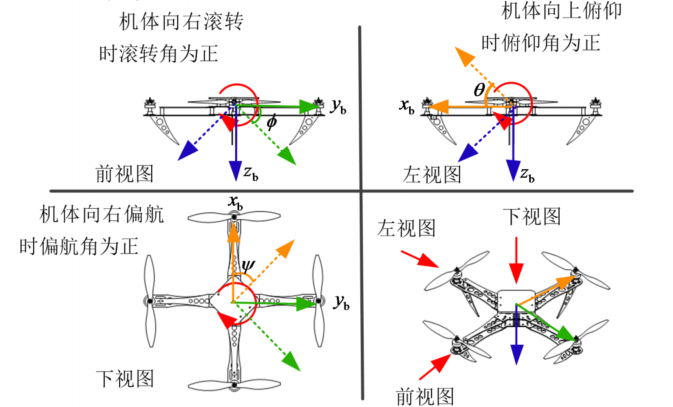 机体向右滚转
时滚转角为正
y_b
ϕ
z_b
前视图
机体向上俯仰
时俯仰角为正
θ
x_b
z_b
左视图
机体向右偏航
时偏航角为正
x_b
ψ
y_b
下视图
下视图
左视图
前视图